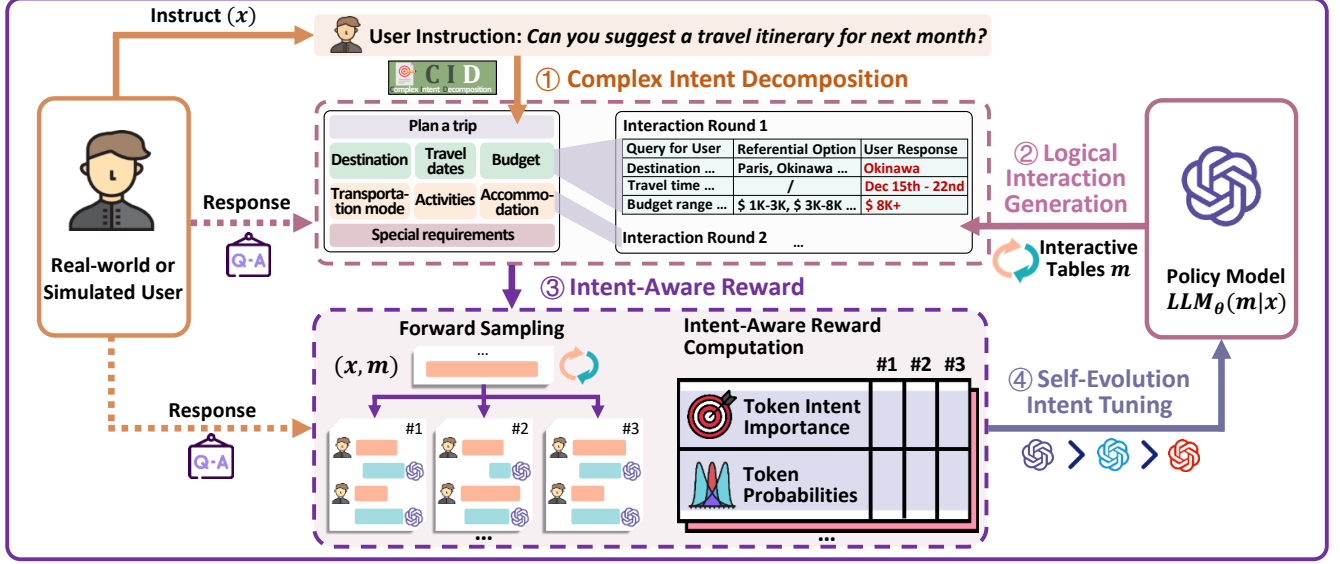 Instruct (x)
User Instruction: Can you suggest a travel itinerary for next month?
C I D
omplex Intent Decomposition
① Complex Intent Decomposition
Plan a trip
Destination
Travel
dates
Budget
Transporta-
tion mode
Activities
Accommo-
dation
Special requirements
Interaction Round 1
Query for User Referential Option User Response
Destination ... Paris, Okinawa ... Okinawa
Travel time ... / Dec 15th - 22nd
Budget range ... $ 1K-3K, $ 3K-8K ... $ 8K+
Interaction Round 2
...
② Logical
Interaction
Generation
Interactive
Tables m
Policy Model
LLMθ(m|x)
Response
Q-A
Real-world or
Simulated User
③ Intent-Aware Reward
Forward Sampling
(x, m)
...
#1
#2
#3
...
Intent-Aware Reward
Computation
#1 #2 #3
Token Intent
Importance
Token
Probabilities
...
Response
Q-A
④ Self-Evolution
Intent Tuning
> >